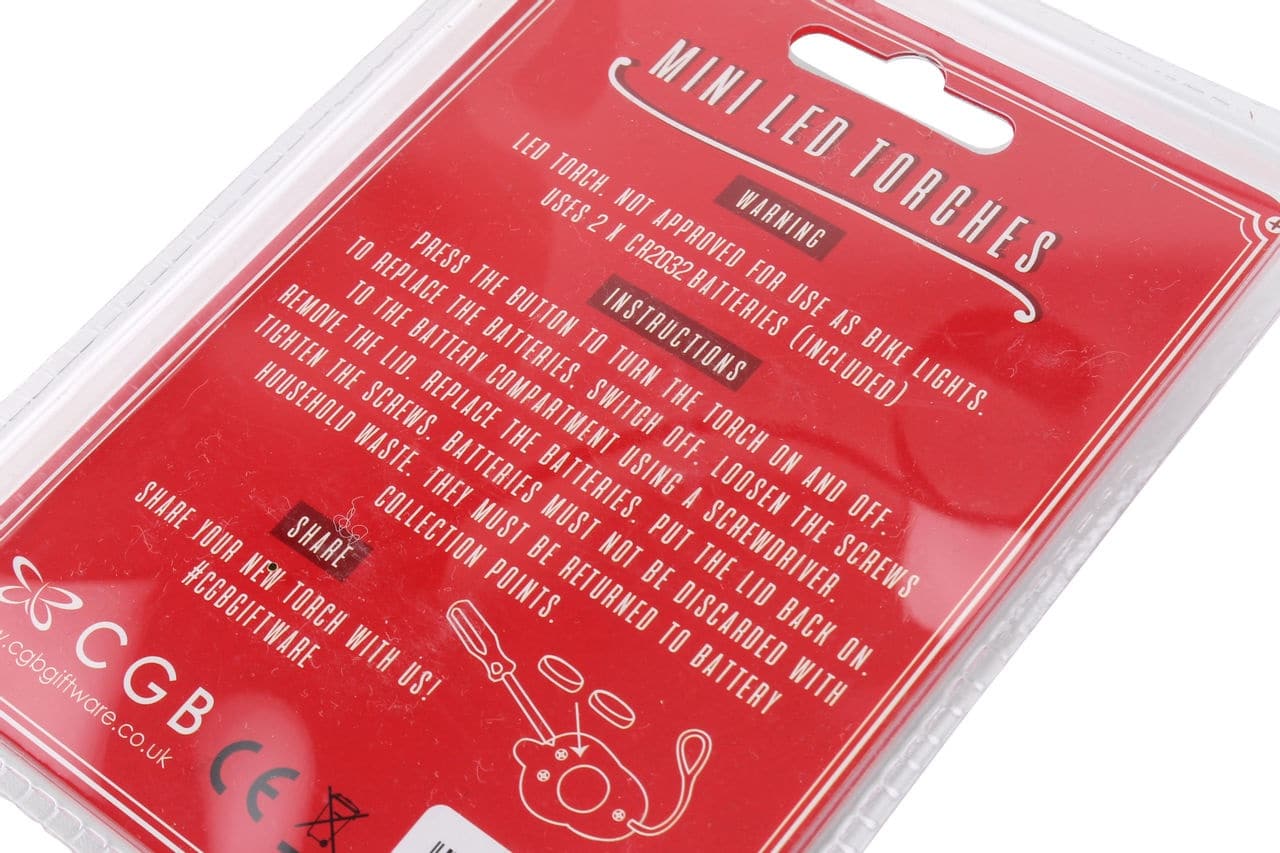 MINI LED TORCHES
WARNING
LED TORCH. NOT APPROVED FOR USE AS BIKE LIGHTS.
USES 2 X CR2032 BATTERIES (INCLUDED)
INSTRUCTIONS
PRESS THE BUTTON TO TURN THE TORCH ON AND OFF.
TO REPLACE THE BATTERIES. SWITCH OFF. LOOSEN THE SCREWS
TO THE BATTERY COMPARTMENT USING A SCREWDRIVER.
REMOVE THE LID. REPLACE THE BATTERIES. PUT THE LID BACK ON.
TIGHTEN THE SCREWS. BATTERIES MUST NOT BE DISCARDED WITH
HOUSEHOLD WASTE. THEY MUST BE RETURNED TO BATTERY
COLLECTION POINTS.
SHARE
SHARE YOUR NEW TORCH WITH US!
#CGBGIFTWARE
CGB
.cgbgiftware.co.uk
CE